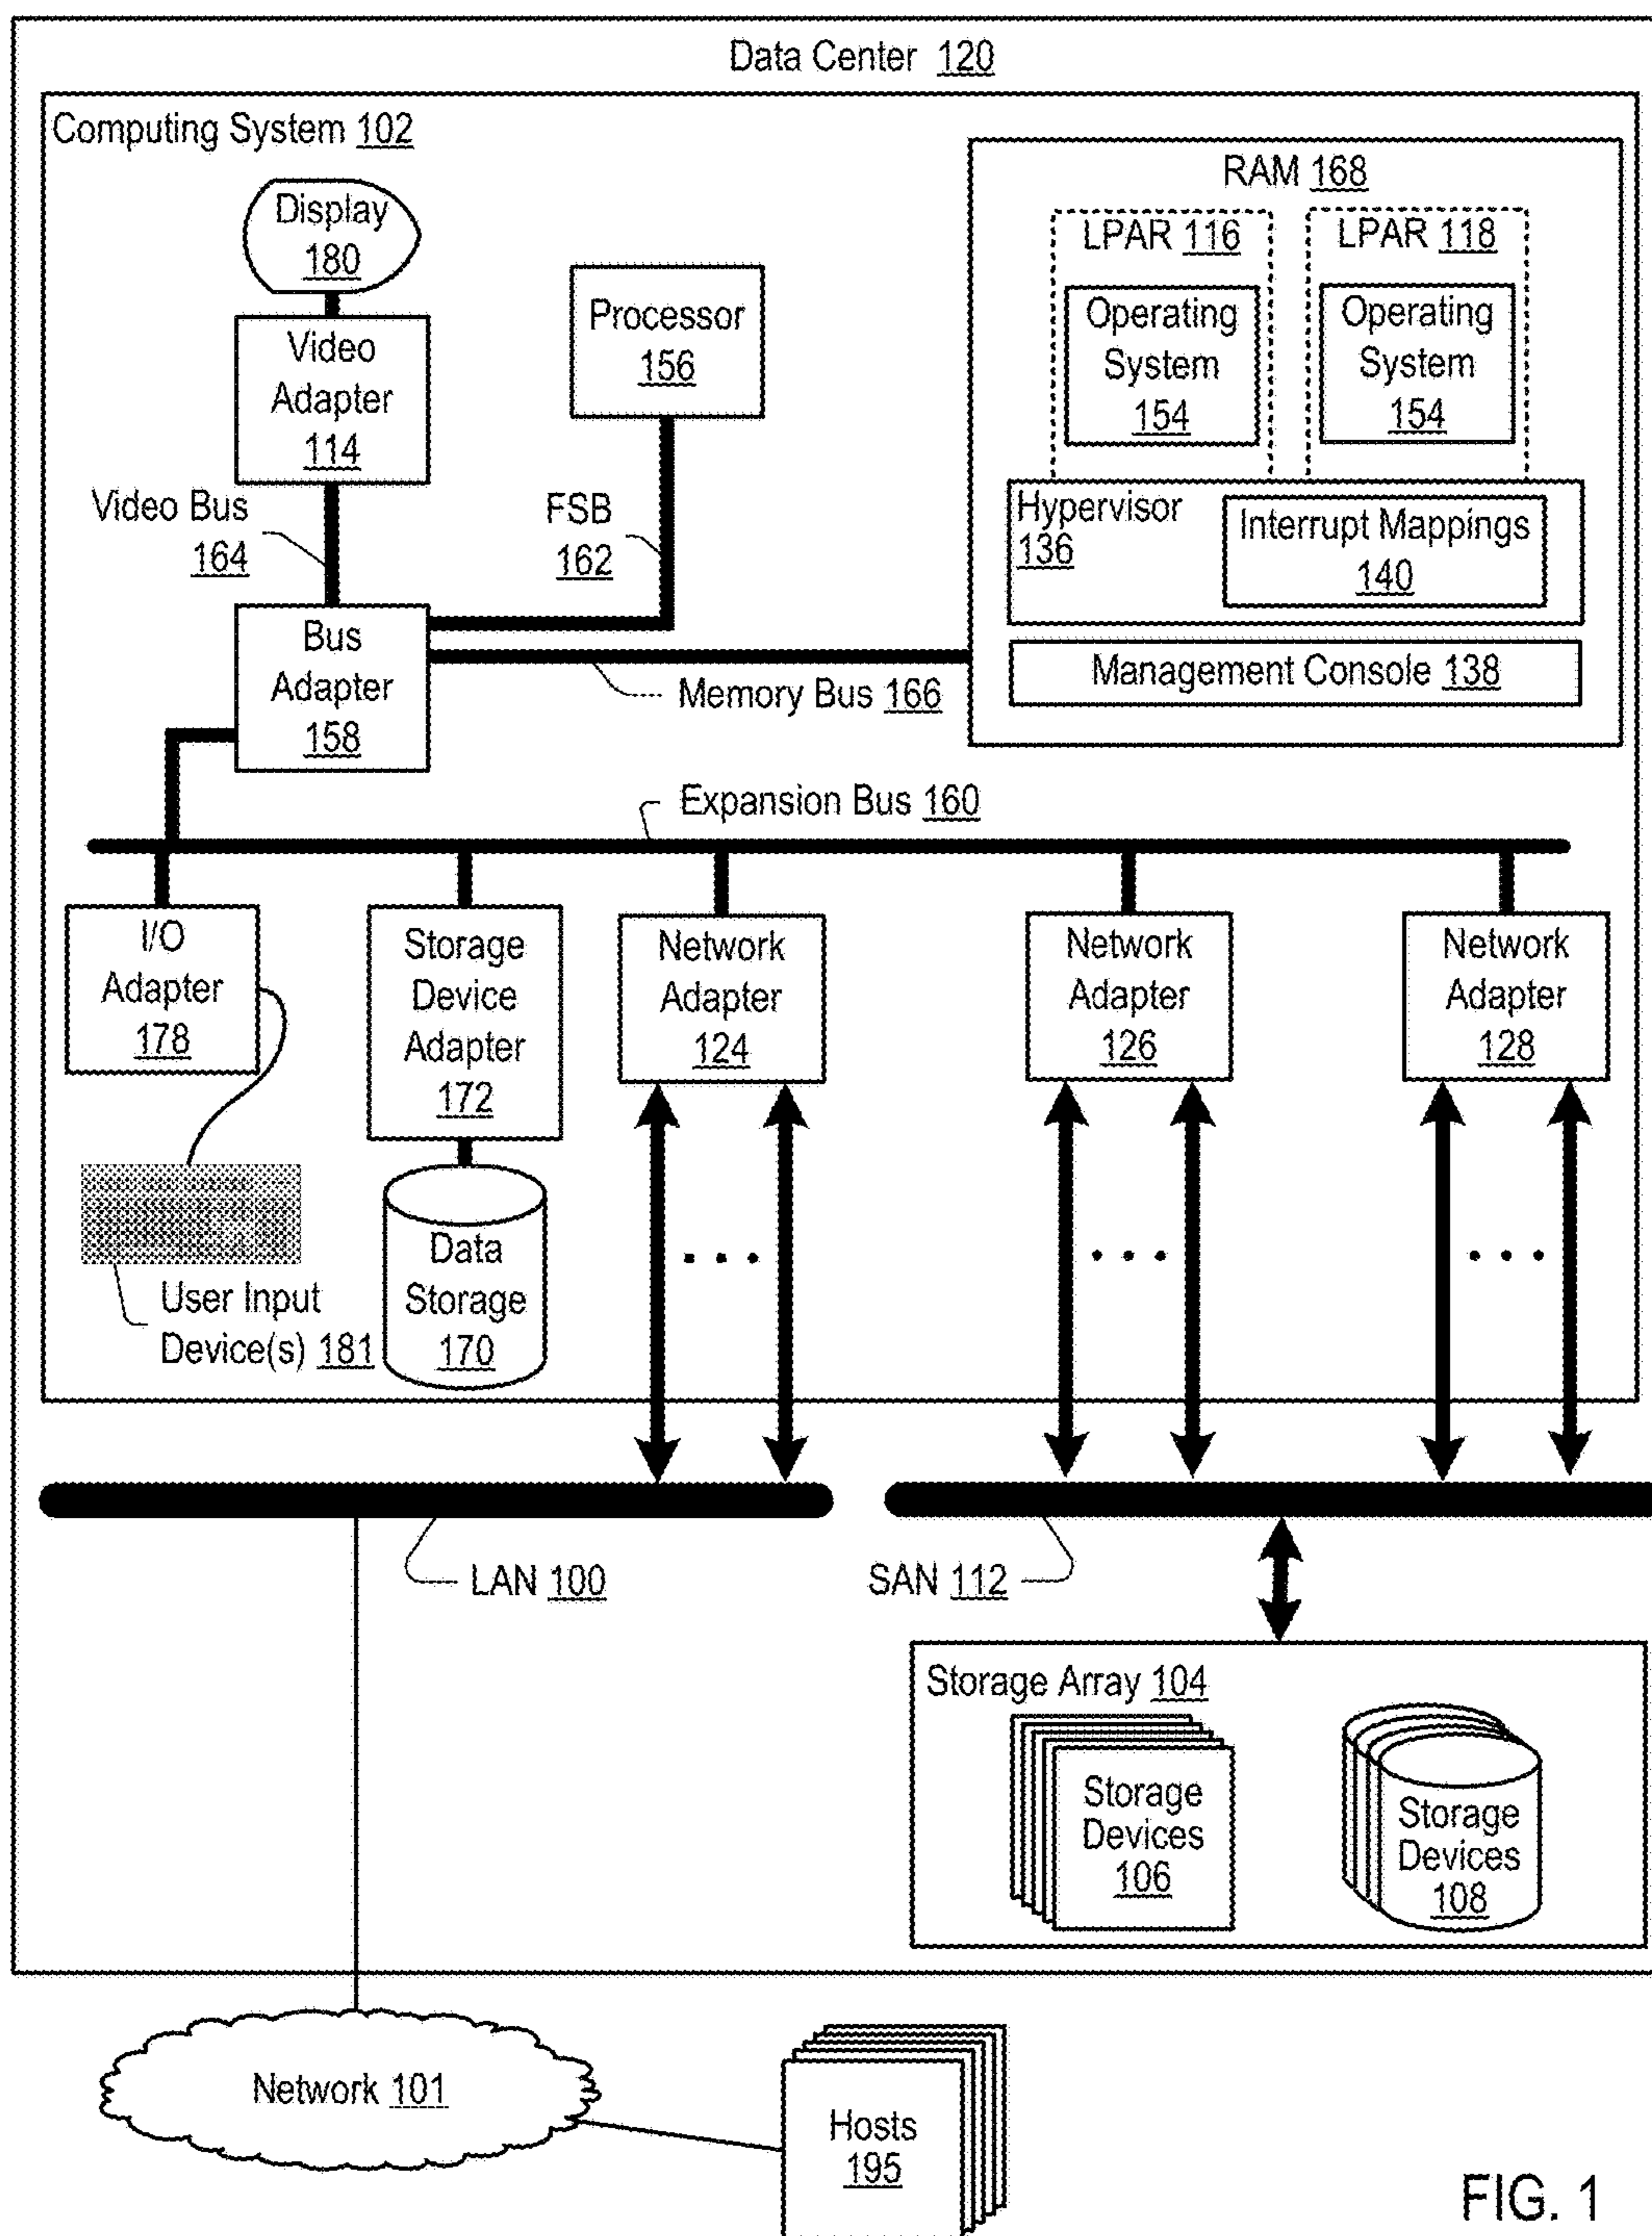 Data Center 120
Computing System 102
Display
180
Video
Adapter
114
Video Bus
164
Processor
156
FSB
162
Bus
Adapter
158
Memory Bus 166
RAM 168
LPAR 116
Operating
System
154
LPAR 118
Operating
System
154
Hypervisor
136
Interrupt Mappings
140
Management Console 138
Expansion Bus 160
I/O
Adapter
178
Storage
Device
Adapter
172
Network
Adapter
124
Network
Adapter
126
Network
Adapter
128
User Input
Device(s) 181
Data
Storage
170
LAN 100
SAN 112
Storage Array 104
Storage
Devices
106
Storage
Devices
108
Network 101
Hosts
195
FIG. 1